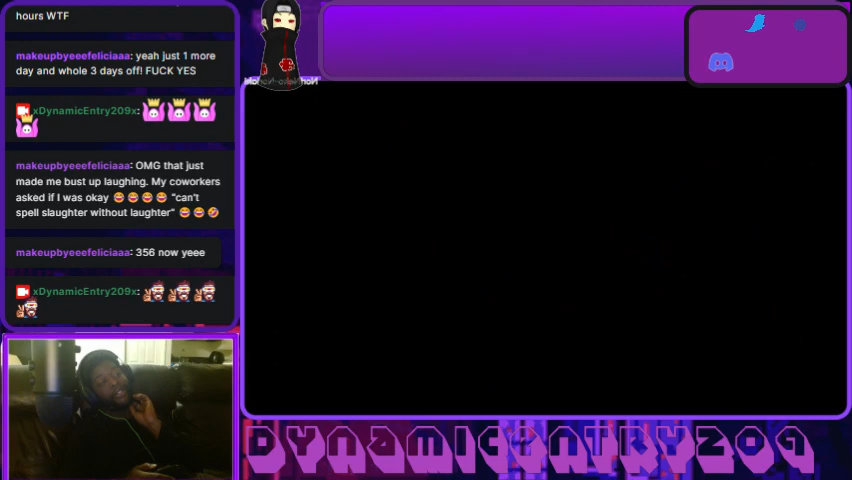 hours WTF
makeupbyeeefeliciaaa: yeah just 1 more
day and whole 3 days off! FUCK YES
xDynamicEntry209x:
makeupbyeeefeliciaaa: OMG that just
made me bust up laughing. My coworkers
asked if I was okay 😂 😂 😂 😂 "can't
spell slaughter without laughter" 😂 😂 🤣
makeupbyeeefeliciaaa: 356 now yeee
xDynamicEntry209x:
DYNAMICENTRY209